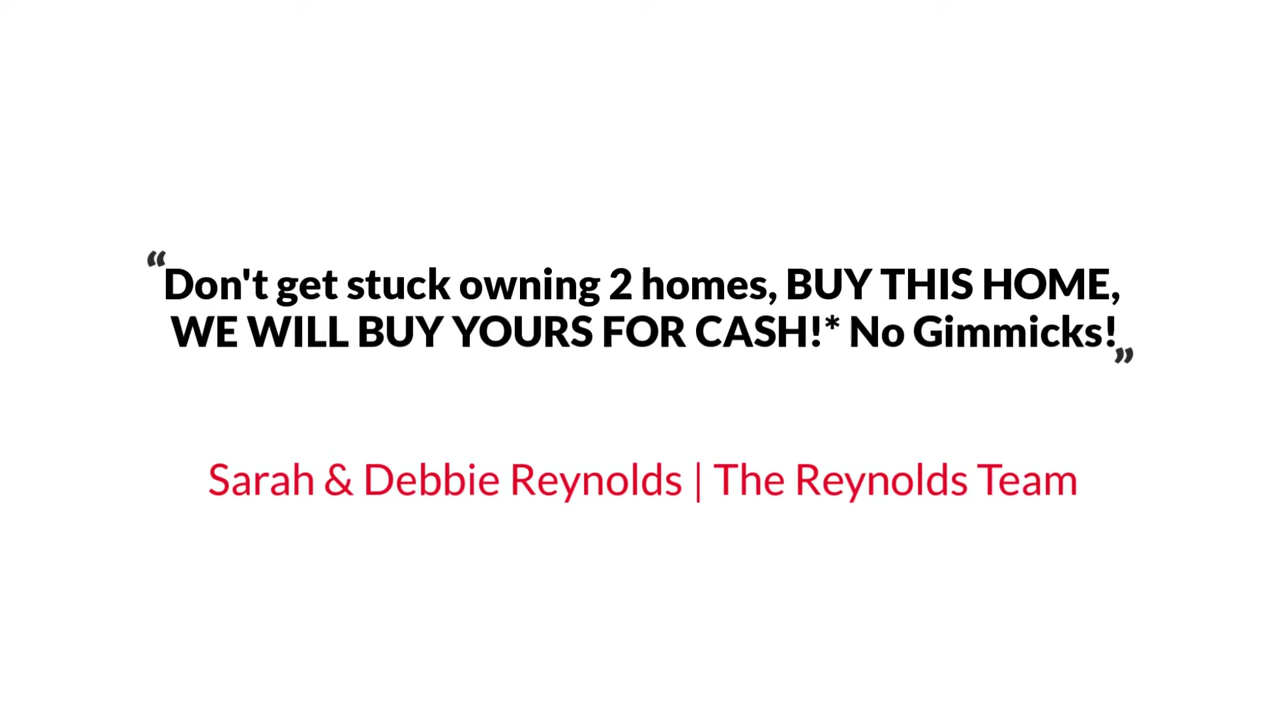 “Don't get stuck owning 2 homes, BUY THIS HOME,
WE WILL BUY YOURS FOR CASH!* No Gimmicks!”
Sarah & Debbie Reynolds | The Reynolds Team